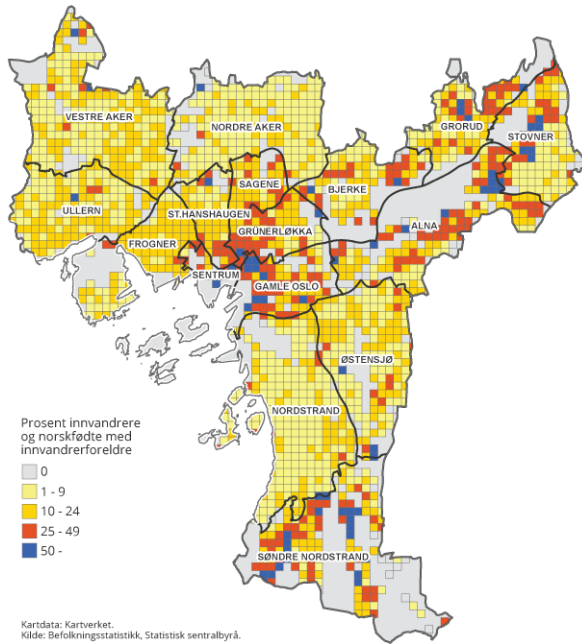 VESTRE AKER
NORDRE AKER
GRORUD
STOVNER
SAGENE
BJERKE
ULLERN
ST.HANSHAUGEN
GRÜNERLØKKA
ALNA
FROGNER
SENTRUM
GAMLE OSLO
ØSTENSJØ
NORDSTRAND
Prosent innvandrere
og norskfødte med
innvandrerforeldre
0
1 - 9
10 - 24
25 - 49
50 -
SØNDRE NORDSTRAND
Kartdata: Kartverket.
Kilde: Befolkningsstatistikk, Statistisk sentralbyrå.